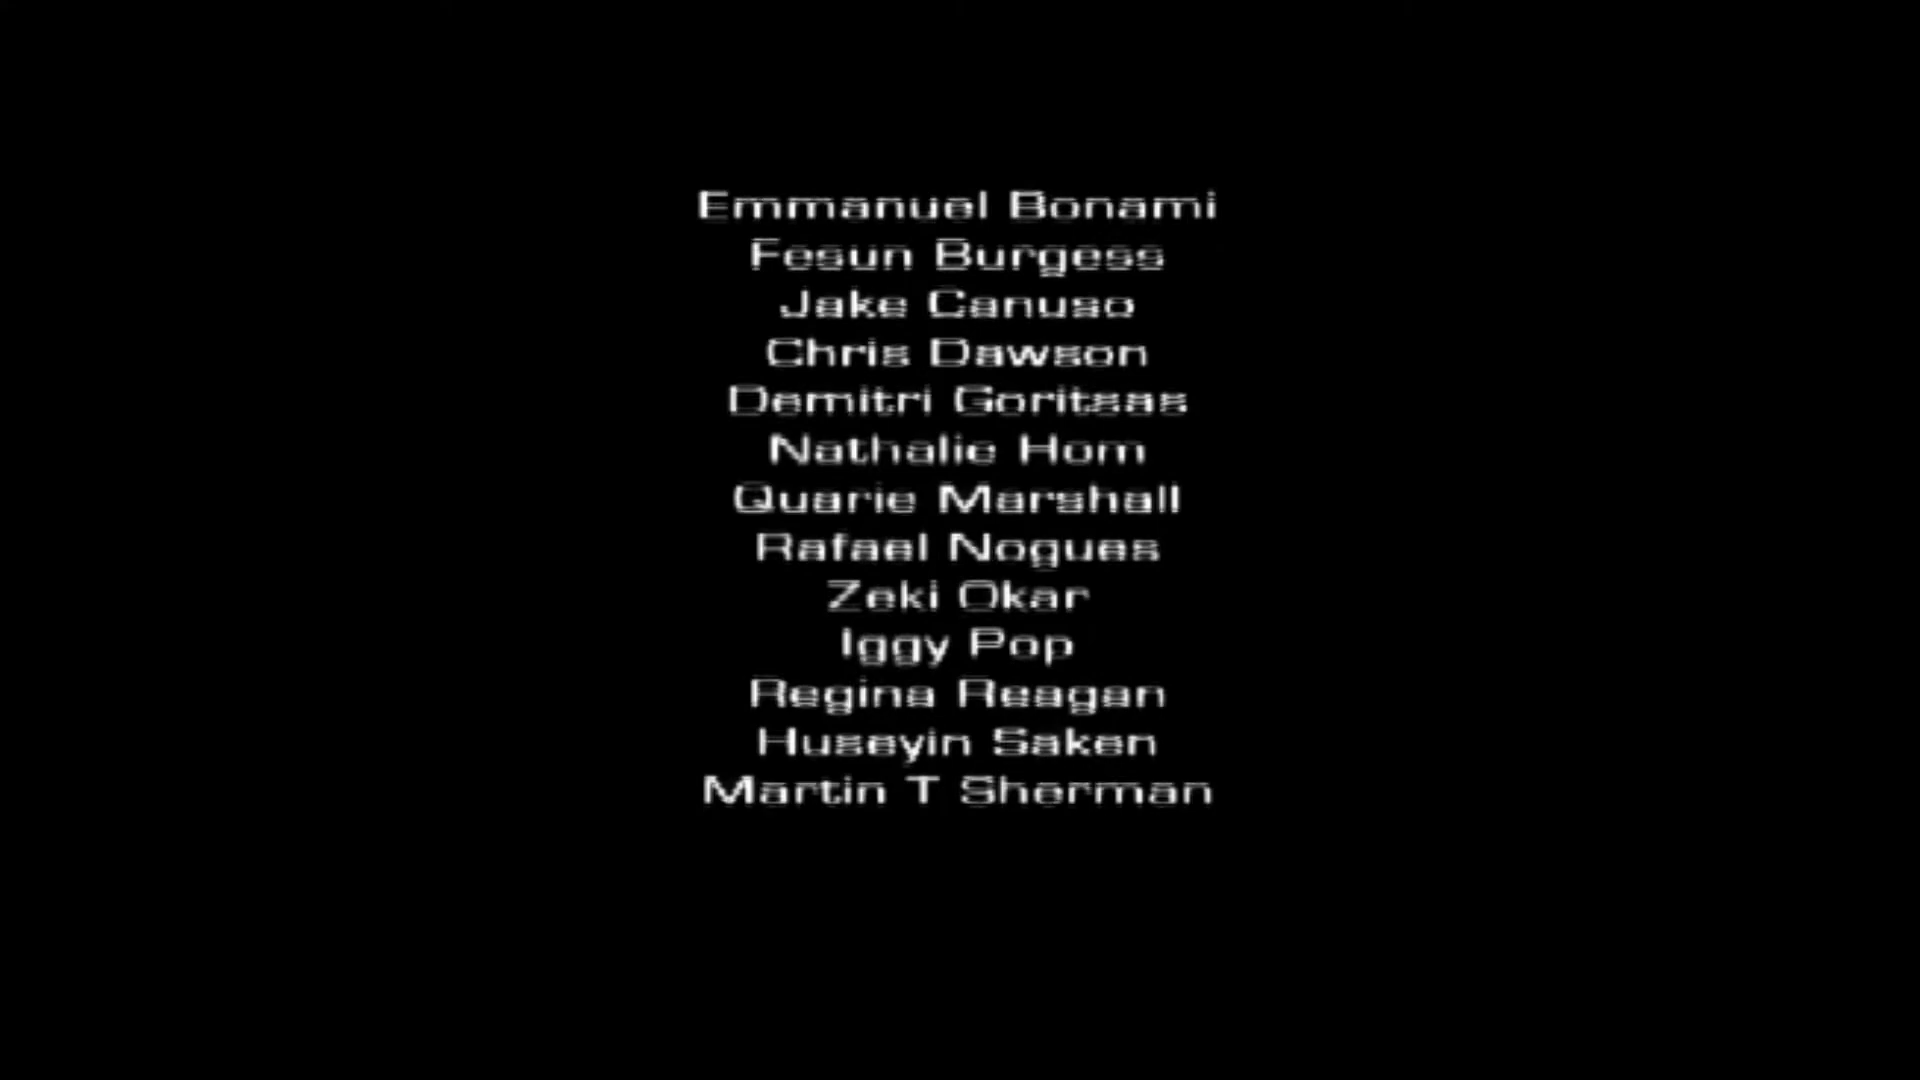 Emmanuel Bonami
Fesun Burgess
Jake Canuso
Chris Dawson
Demitri Goritsas
Nathalie Hom
Quarie Marshall
Rafael Nogues
Zeki Okar
Iggy Pop
Regina Reagan
Huseyin Saken
Martin T Sherman